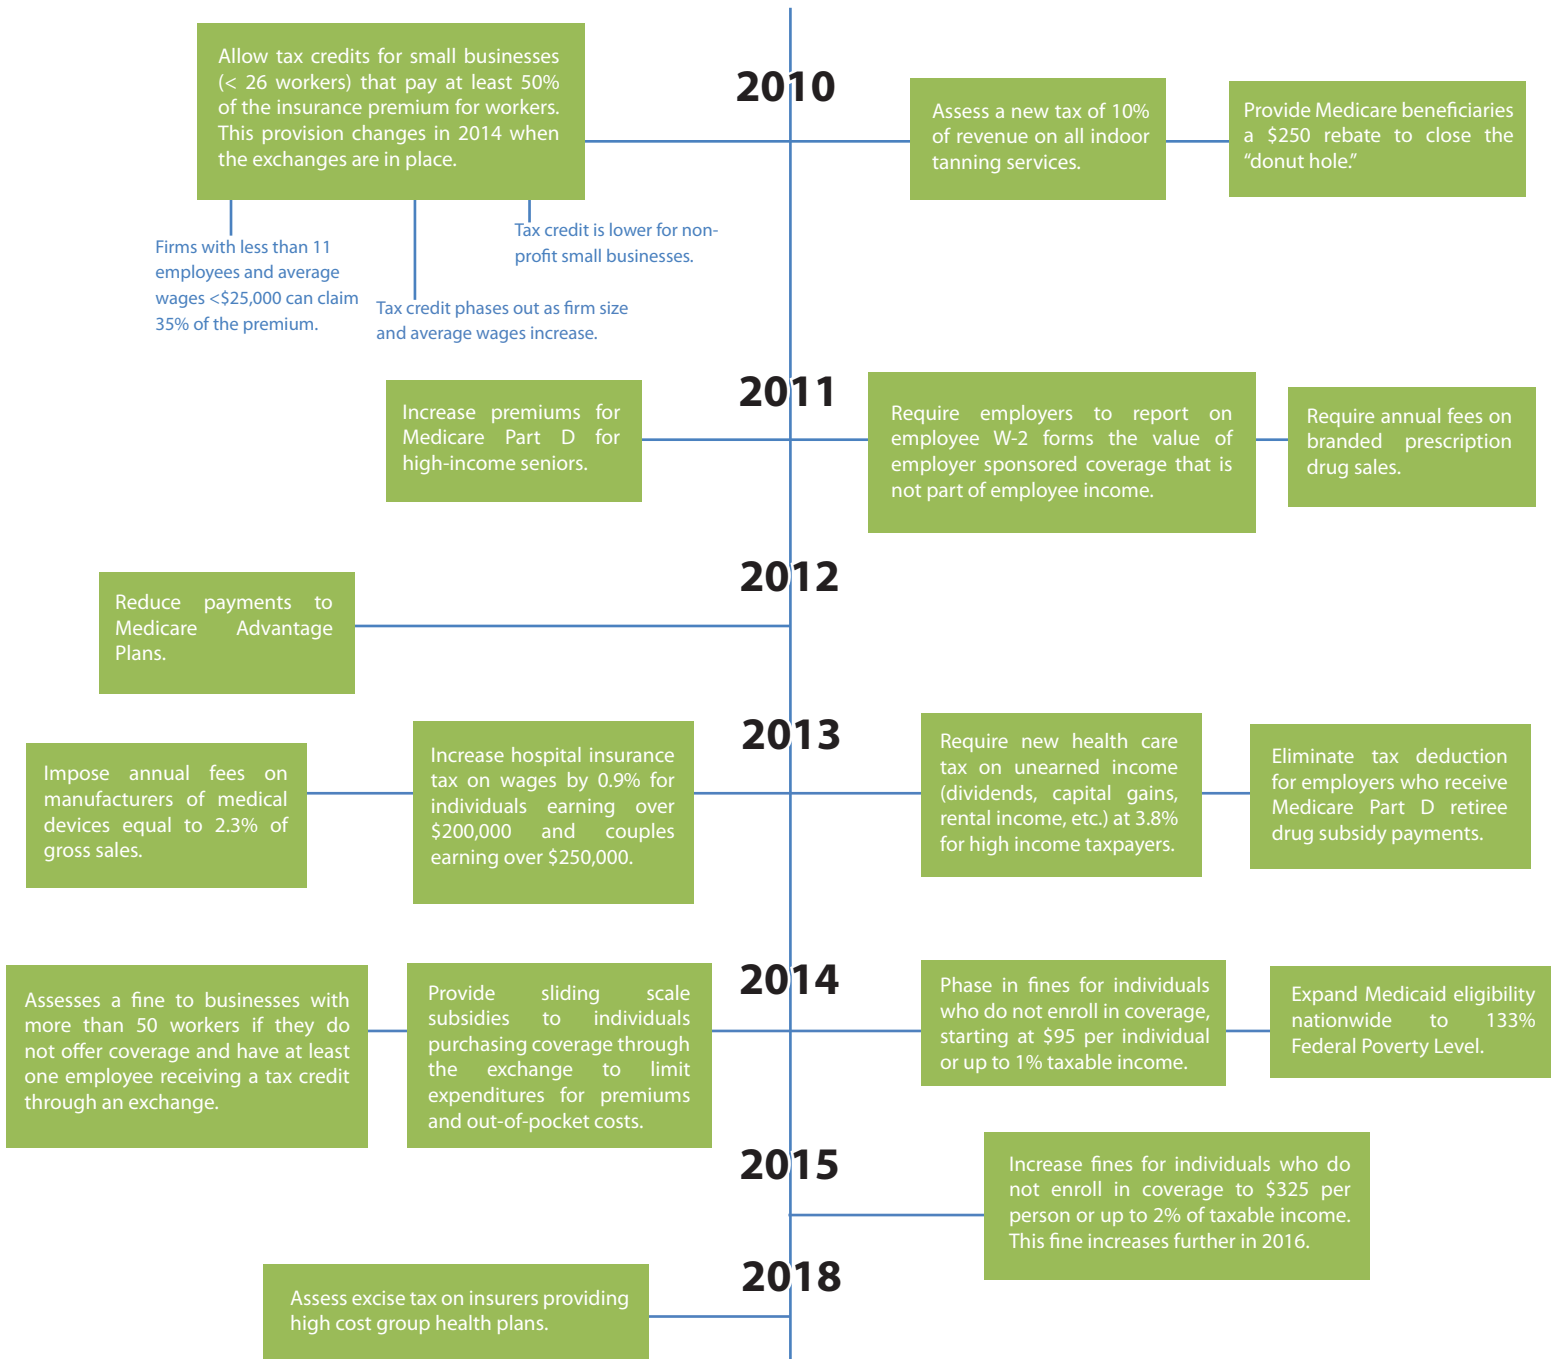 2010
Allow tax credits for small businesses
(< 26 workers) that pay at least 50%
of the insurance premium for workers.
This provision changes in 2014 when
the exchanges are in place.
Firms with less than 11
employees and average
wages <$25,000 can claim
35% of the premium.
Tax credit phases out as firm size
and average wages increase.
Tax credit is lower for non-
profit small businesses.
Assess a new tax of 10%
of revenue on all indoor
tanning services.
Provide Medicare beneficiaries
a $250 rebate to close the
“donut hole.”
2011
Increase premiums for
Medicare Part D for
high-income seniors.
Require employers to report on
employee W-2 forms the value of
employer sponsored coverage that is
not part of employee income.
Require annual fees on
branded prescription
drug sales.
2012
Reduce payments to
Medicare Advantage
Plans.
2013
Impose annual fees on
manufacturers of medical
devices equal to 2.3% of
gross sales.
Increase hospital insurance
tax on wages by 0.9% for
individuals earning over
$200,000 and couples
earning over $250,000.
Require new health care
tax on unearned income
(dividends, capital gains,
rental income, etc.) at 3.8%
for high income taxpayers.
Eliminate tax deduction
for employers who receive
Medicare Part D retiree
drug subsidy payments.
2014
Assesses a fine to businesses with
more than 50 workers if they do
not offer coverage and have at least
one employee receiving a tax credit
through an exchange.
Provide sliding scale
subsidies to individuals
purchasing coverage through
the exchange to limit
expenditures for premiums
and out-of-pocket costs.
Phase in fines for individuals
who do not enroll in coverage,
starting at $95 per individual
or up to 1% taxable income.
Expand Medicaid eligibility
nationwide to 133%
Federal Poverty Level.
2015
Increase fines for individuals who do
not enroll in coverage to $325 per
person or up to 2% of taxable income.
This fine increases further in 2016.
2018
Assess excise tax on insurers providing
high cost group health plans.